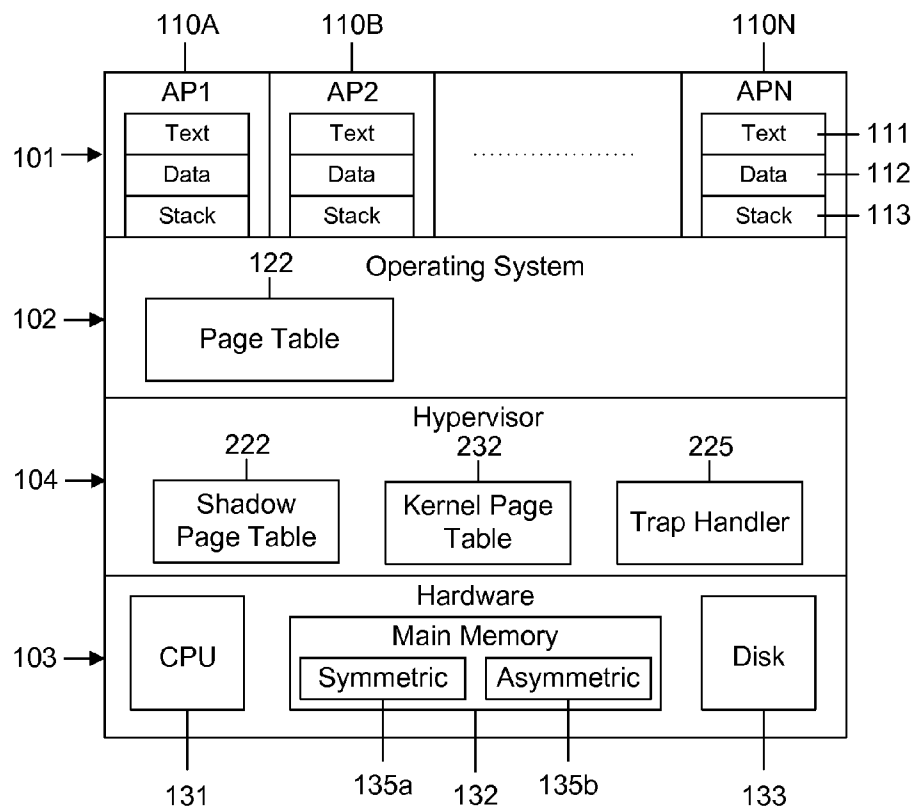 110A 110B 110N
AP1 AP2 APN
Text Text ..................... Text 111
101
Data Data Data 112
Stack Stack Stack 113
122 Operating System
102
Page Table
Hypervisor
222 232 225
104
Shadow Page Table
Kernel Page Table
Trap Handler
Hardware
Main Memory
103
CPU
Symmetric Asymmetric
Disk
131 135a 132 135b 133